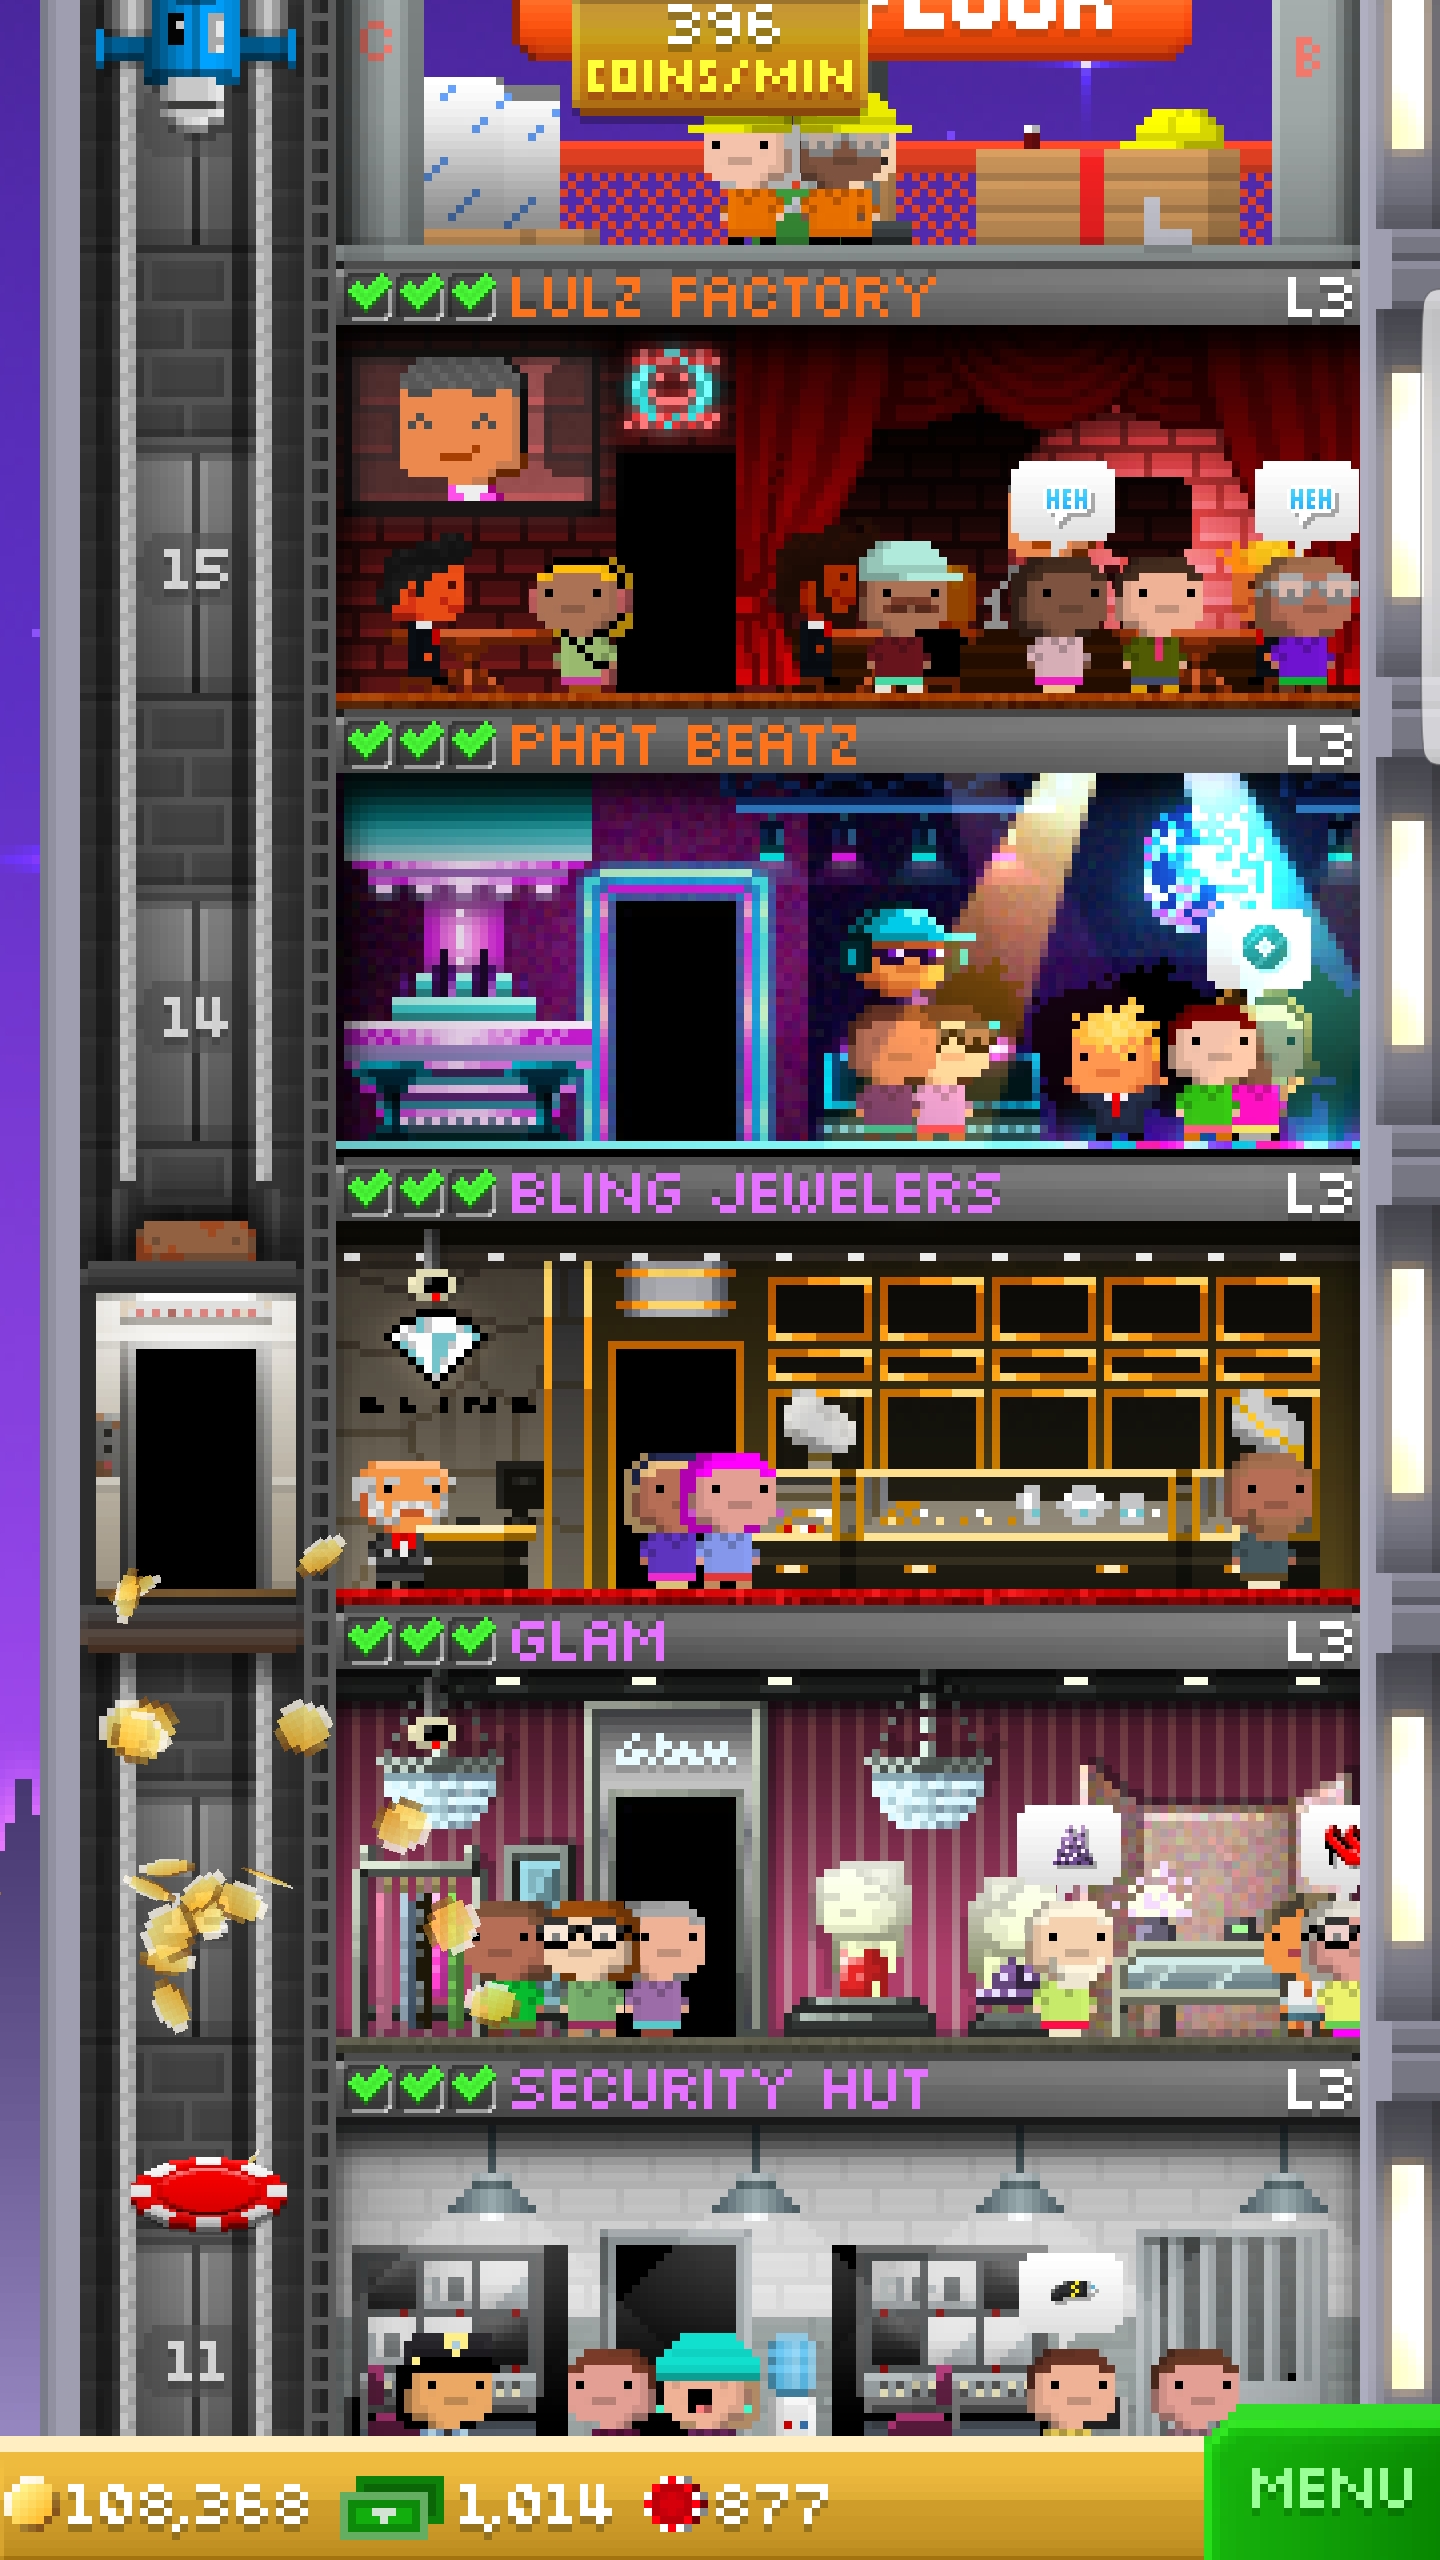 FLOOR
396
COINS/MIN
C
B
LULZ FACTORY L3
HEH
HEH
15
PHAT BEATZ L3
14
BLING JEWELERS L3
BLING
GLAM L3
Glam
SECURITY HUT L3
11
108,368 1,014 877
MENU